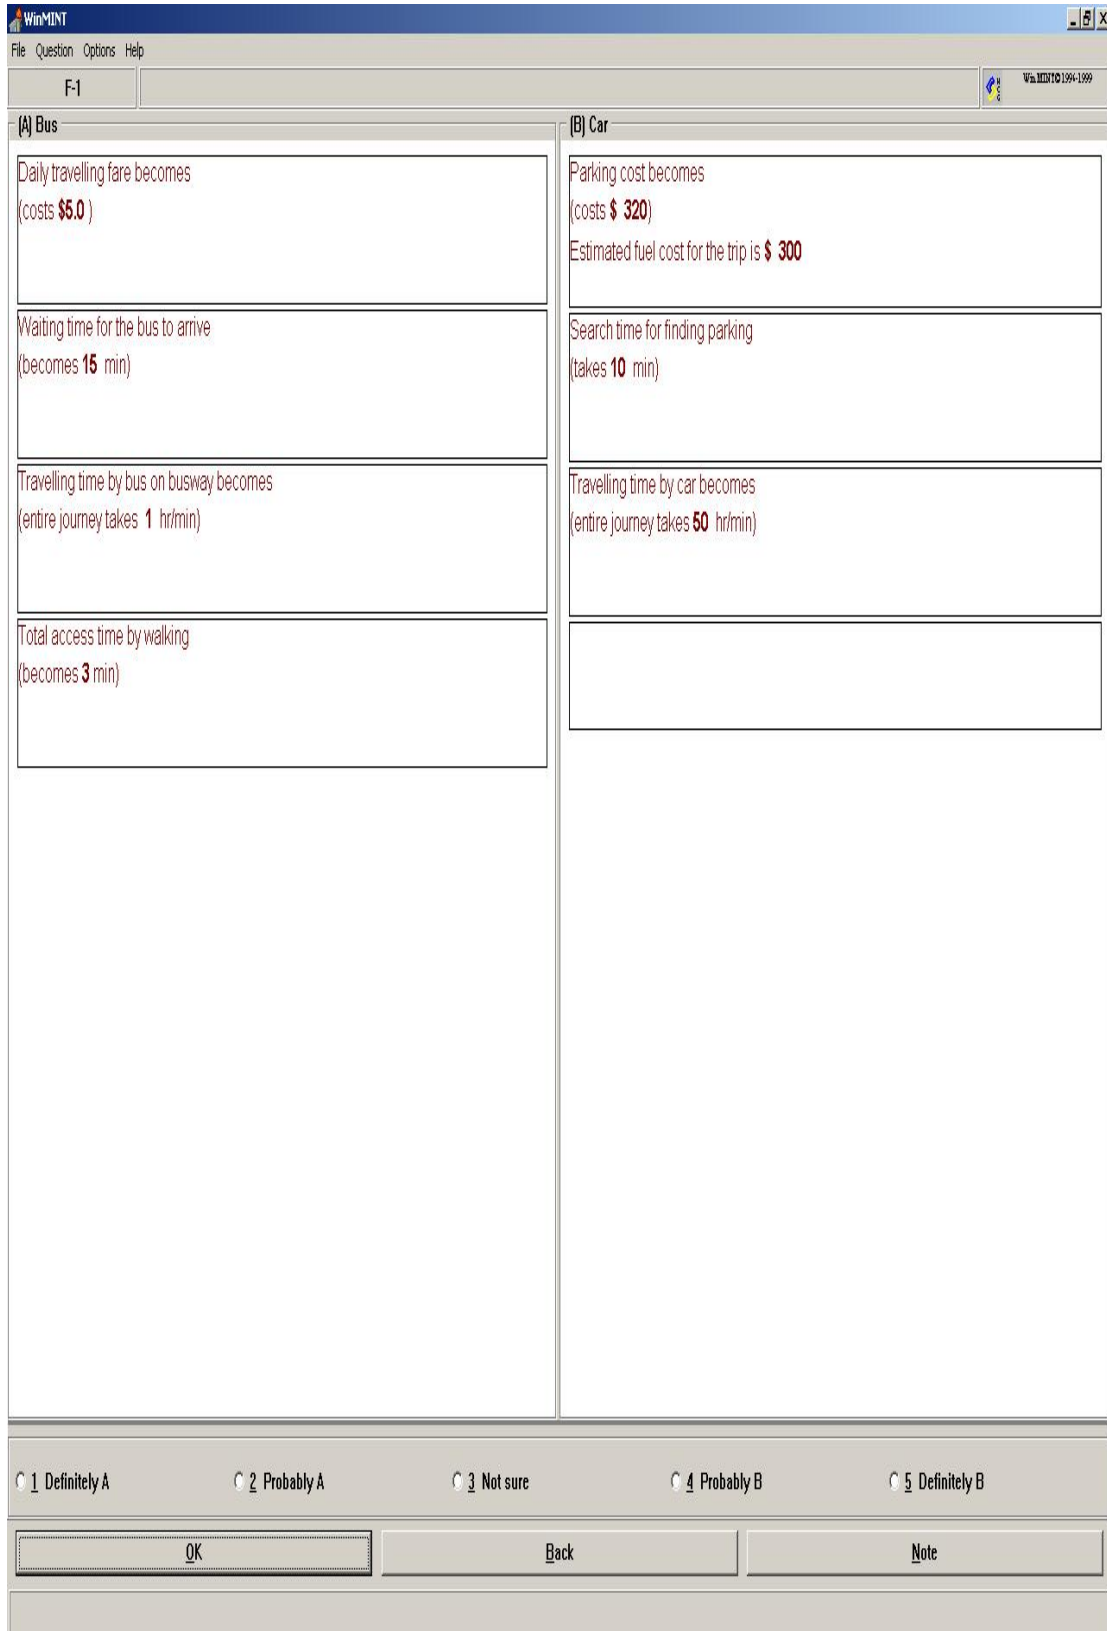 WinMINT
File Question Options Help
F-1
Win MINT© 1994-1999
(A) Bus
Daily travelling fare becomes
(costs $5.0 )
Waiting time for the bus to arrive
(becomes 15 min)
Travelling time by bus on busway becomes
(entire journey takes 1 hr/min)
Total access time by walking
(becomes 3 min)
(B) Car
Parking cost becomes
(costs $ 320)
Estimated fuel cost for the trip is $ 300
Search time for finding parking
(takes 10 min)
Travelling time by car becomes
(entire journey takes 50 hr/min)
1 Definitely A 2 Probably A 3 Not sure 4 Probably B 5 Definitely B
OK Back Note